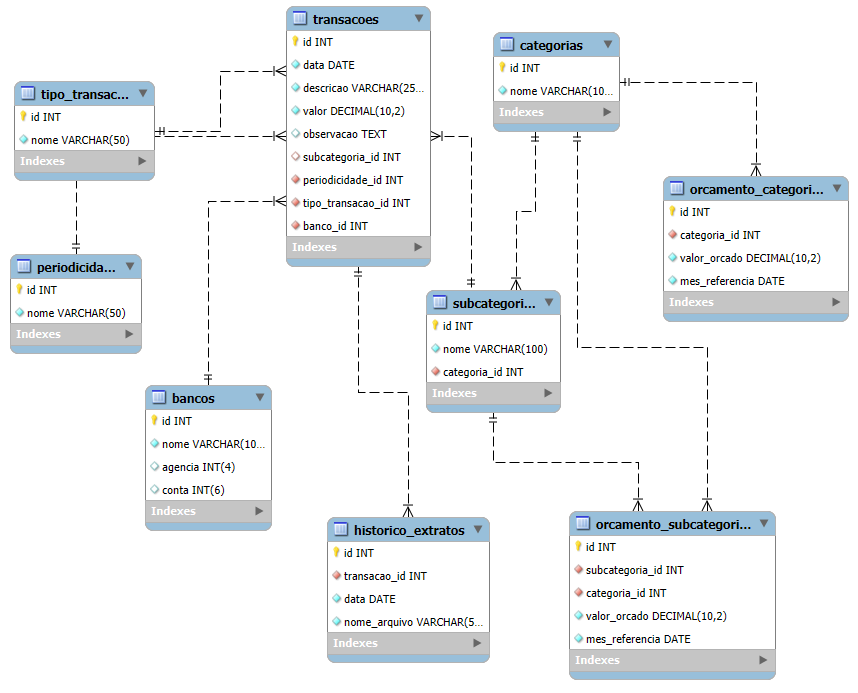 transacoes
id INT
data DATE
descricao VARCHAR(25...
valor DECIMAL(10,2)
observacao TEXT
subcategoria_id INT
periodicidade_id INT
tipo_transacao_id INT
banco_id INT
Indexes
categorias
id INT
nome VARCHAR(10...
Indexes
tipo_transac...
id INT
nome VARCHAR(50)
Indexes
orcamento_categori...
id INT
categoria_id INT
valor_orcado DECIMAL(10,2)
mes_referencia DATE
Indexes
periodicida...
id INT
nome VARCHAR(50)
Indexes
subcategori...
id INT
nome VARCHAR(100)
categoria_id INT
Indexes
bancos
id INT
nome VARCHAR(10...
agencia INT(4)
conta INT(6)
Indexes
historico_extratos
id INT
transacao_id INT
data DATE
nome_arquivo VARCHAR(5...
Indexes
orcamento_subcategori...
id INT
subcategoria_id INT
categoria_id INT
valor_orcado DECIMAL(10,2)
mes_referencia DATE
Indexes